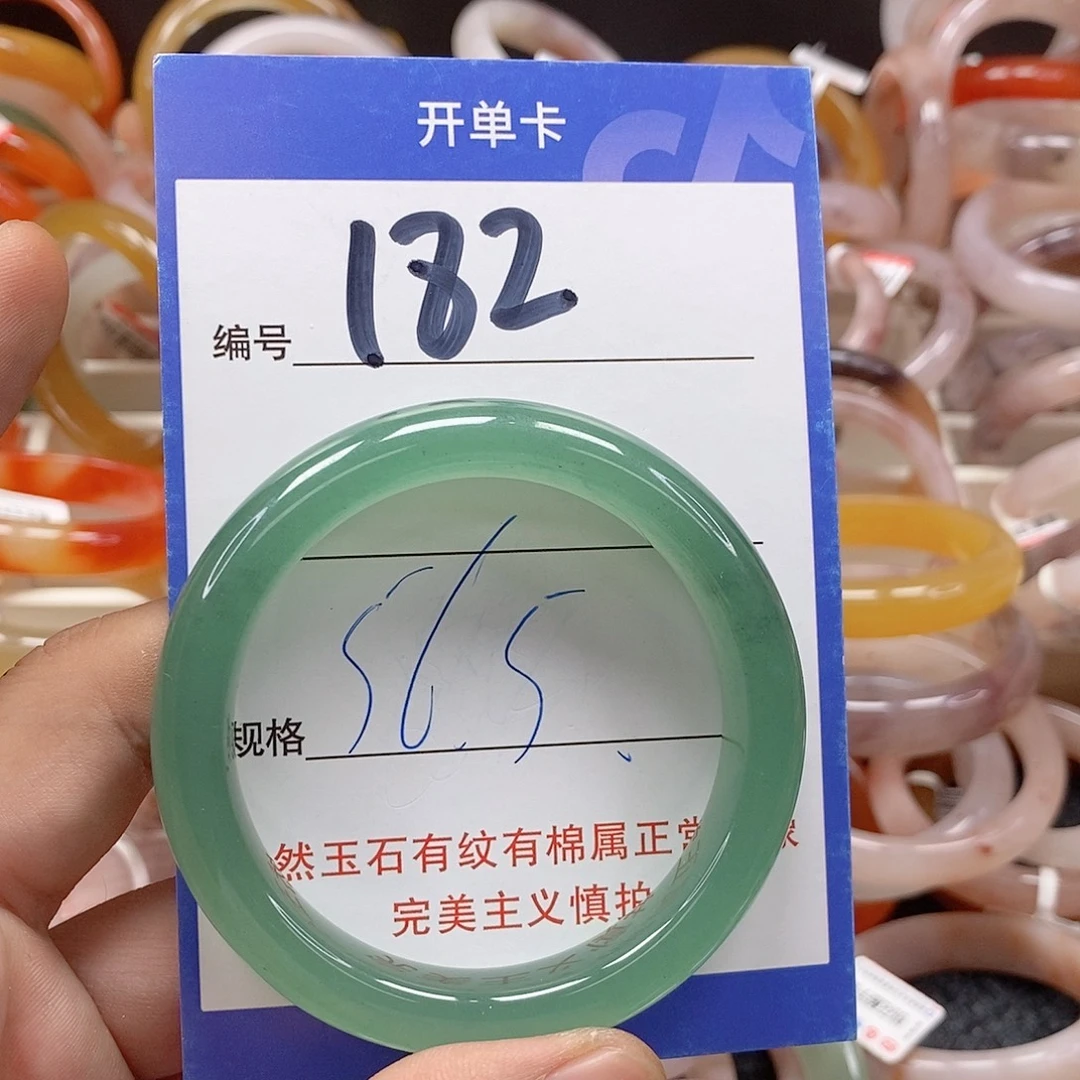 开单卡
编号 182
规格 56.5
然玉石有纹有棉属正常
完美主义慎拍